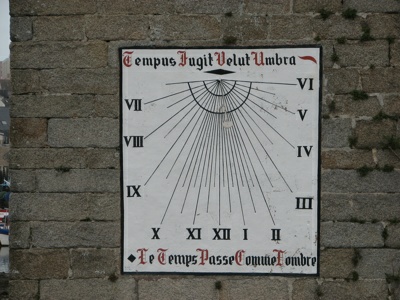 Tempus Fugit Velut Umbra
VI
VII
V
VIII
IV
IX
III
X XI XII I II
Le Temps Passe Comme l'ombre